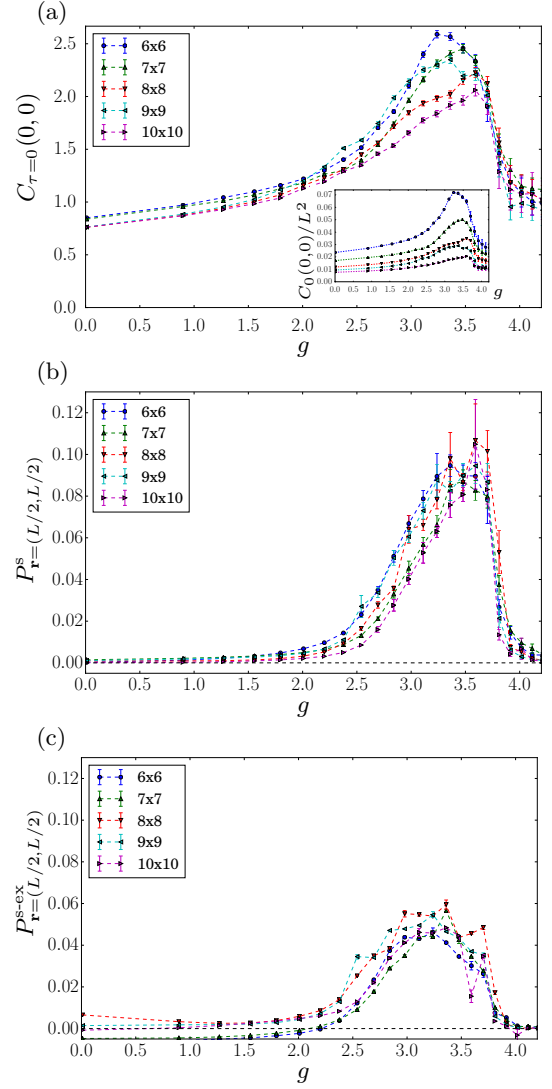 (a)
2.5
2.0
1.5
1.0
0.5
0.0
C_{τ=0}(0,0)
6x6
7x7
8x8
9x9
10x10
0.07
0.06
0.05
0.04
0.03
0.02
0.01
0.00
C_0(0,0)/L^2
0.0 0.5 1.0 1.5 2.0 2.5 3.0 3.5 4.0
g
0.0 0.5 1.0 1.5 2.0 2.5 3.0 3.5 4.0
g
(b)
0.12
0.10
0.08
0.06
0.04
0.02
0.00
P^s_{r=(L/2,L/2)}
6x6
7x7
8x8
9x9
10x10
0.0 0.5 1.0 1.5 2.0 2.5 3.0 3.5 4.0
g
(c)
0.12
0.10
0.08
0.06
0.04
0.02
0.00
P^{s-ex}_{r=(L/2,L/2)}
6x6
7x7
8x8
9x9
10x10
0.0 0.5 1.0 1.5 2.0 2.5 3.0 3.5 4.0
g